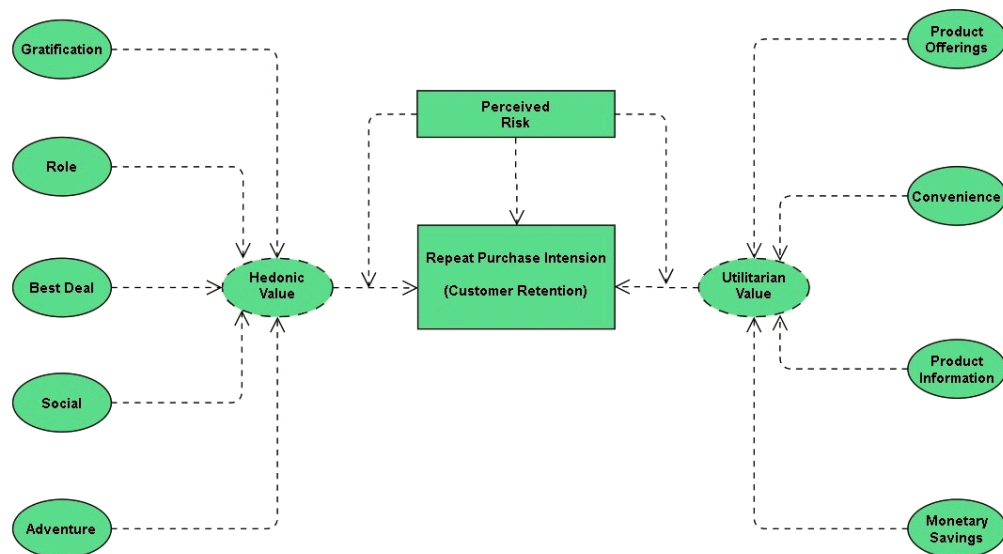 Gratification
Role
Best Deal
Social
Adventure
Hedonic
Value
Perceived
Risk
Repeat Purchase Intension
(Customer Retention)
Utilitarian
Value
Product
Offerings
Convenience
Product
Information
Monetary
Savings